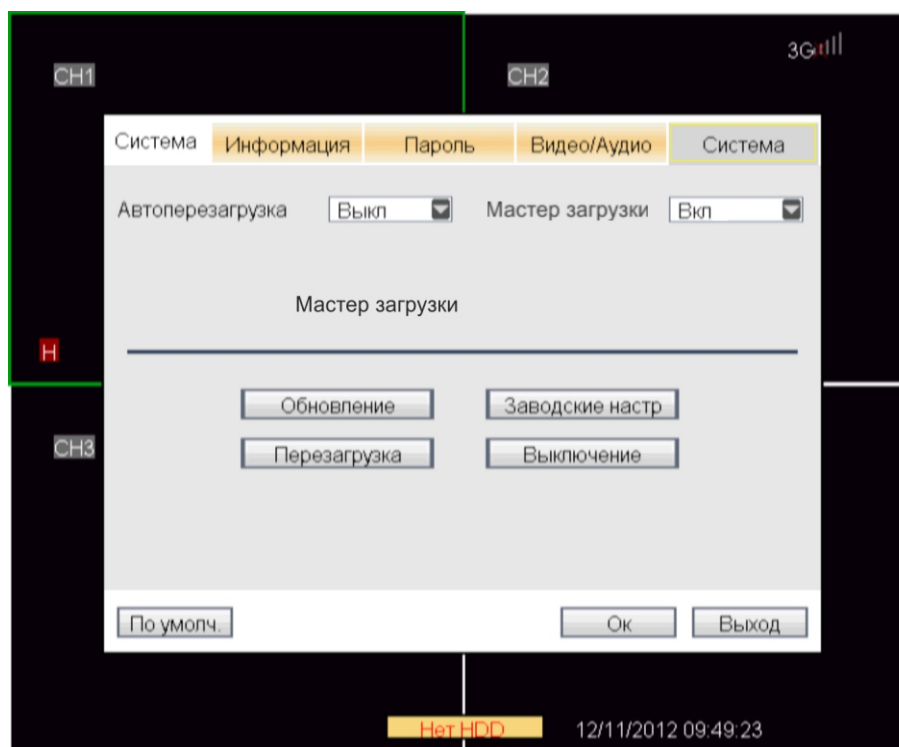 3G
CH1 CH2
Система Информация Пароль Видео/Аудио Система
Автоперезагрузка Выкл Мастер загрузки Вкл
Мастер загрузки
H
Обновление Заводские настр
CH3
Перезагрузка Выключение
По умолч. Ок Выход
Нет HDD 12/11/2012 09:49:23